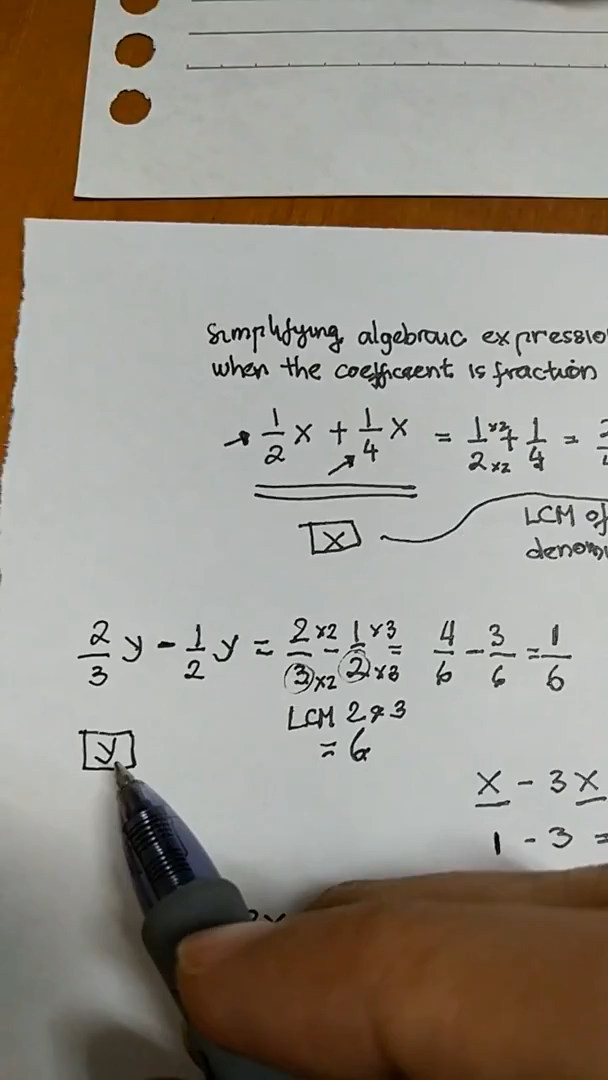 Simplifying algebraic expressio
when the coefficient is fraction
1/2 x + 1/4 x = 1×2/2×2 + 1/4 =
x
LCM of
denom
2/3 y - 1/2 y = 2×2/3×2 - 1×3/2×3 = 4/6 - 3/6 = 1/6
LCM 2 & 3
= 6
y
x - 3x
1 - 3 =